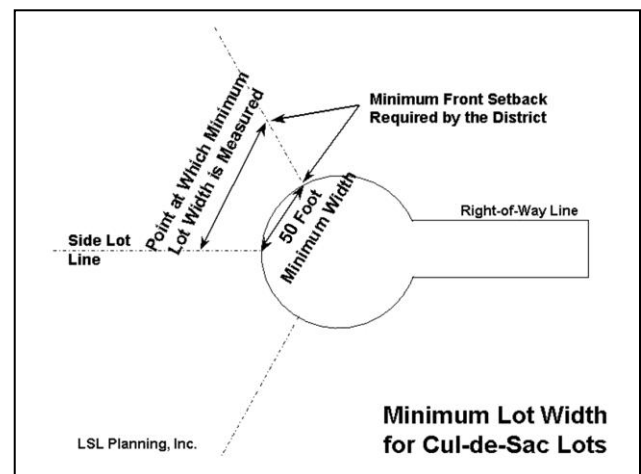 Point at Which Minimum
Lot Width is Measured
Minimum Front Setback
Required by the District
50 Foot
Minimum Width
Right-of-Way Line
Side Lot
Line
Minimum Lot Width
for Cul-de-Sac Lots
LSL Planning, Inc.